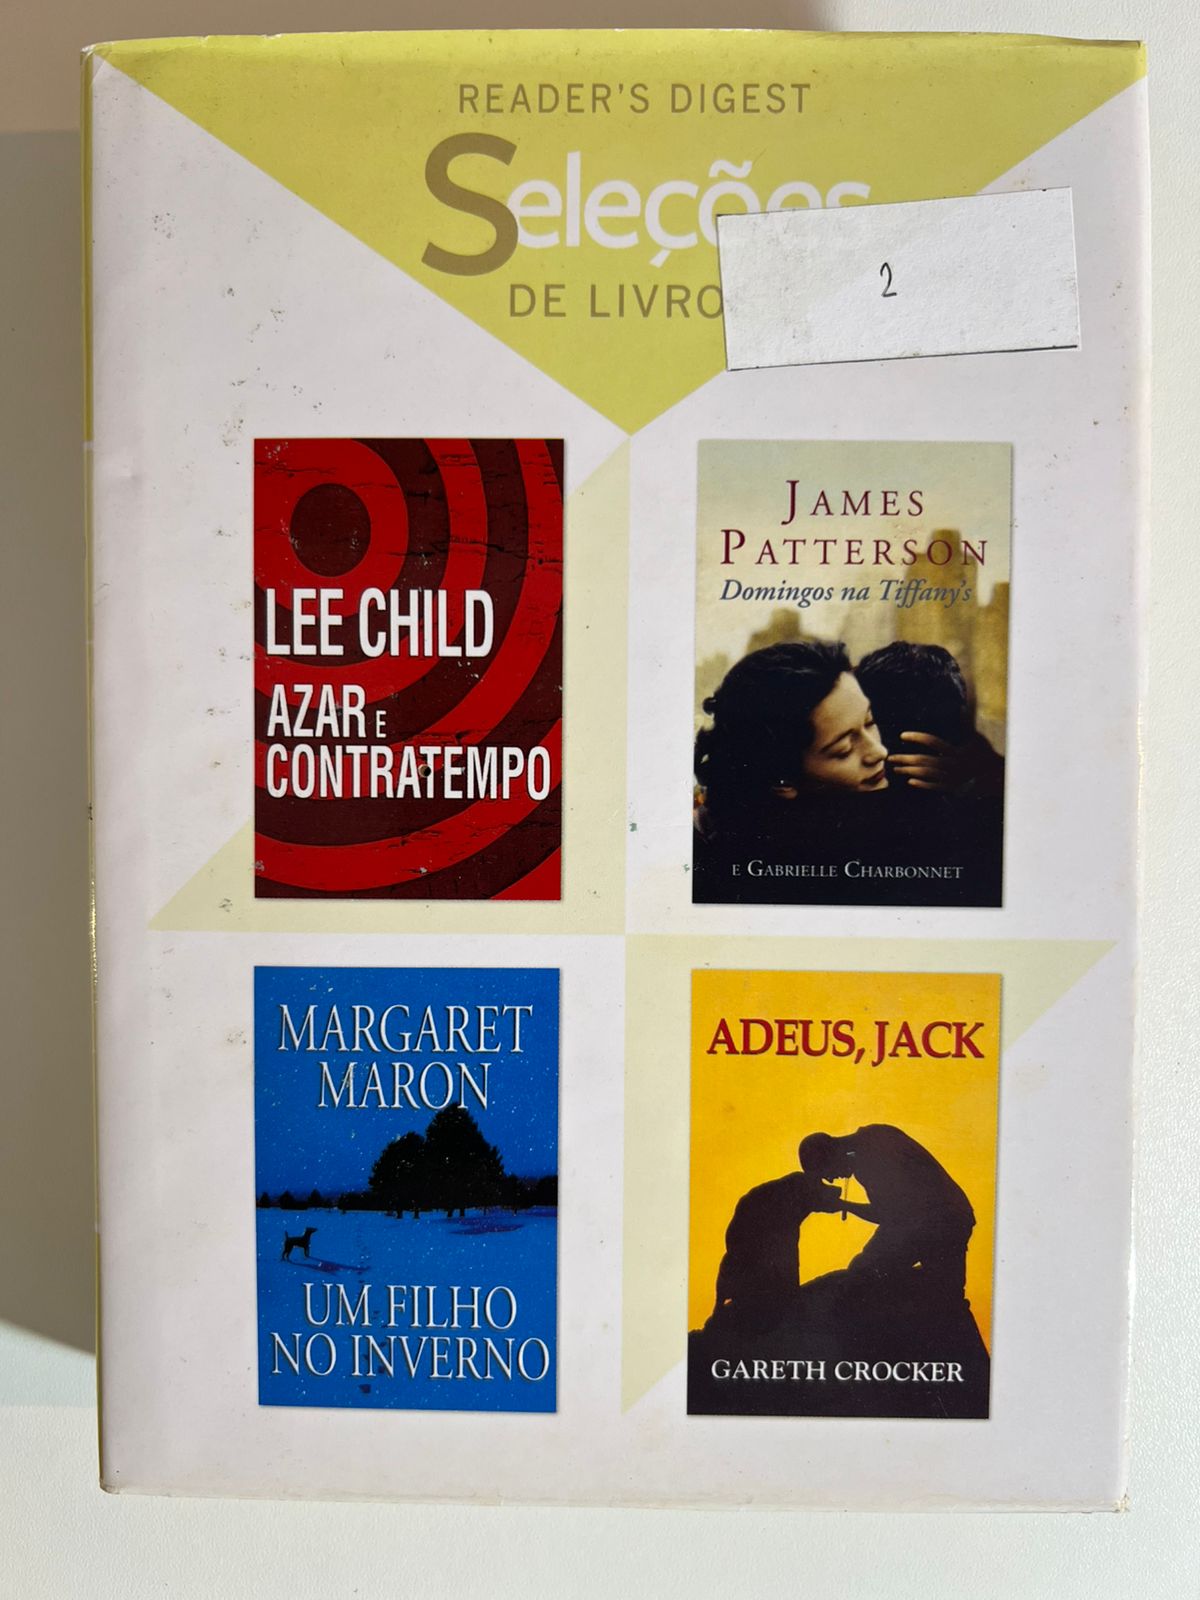 READER'S DIGEST
Seleções
DE LIVRO
2
LEE CHILD
AZAR E
CONTRATEMPO
JAMES
PATTERSON
Domingos na Tiffany's
E GABRIELLE CHARBONNET
MARGARET
MARON
UM FILHO
NO INVERNO
ADEUS, JACK
GARETH CROCKER